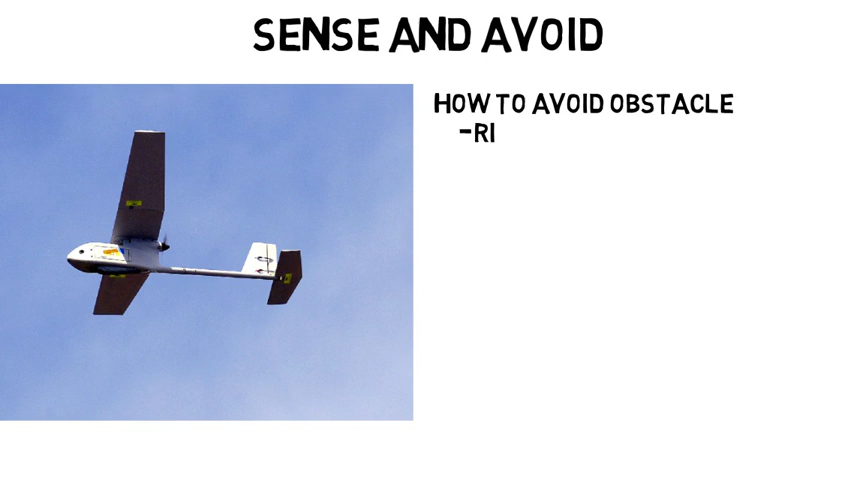 SENSE AND AVOID
HOW TO AVOID OBSTACLE
-RI